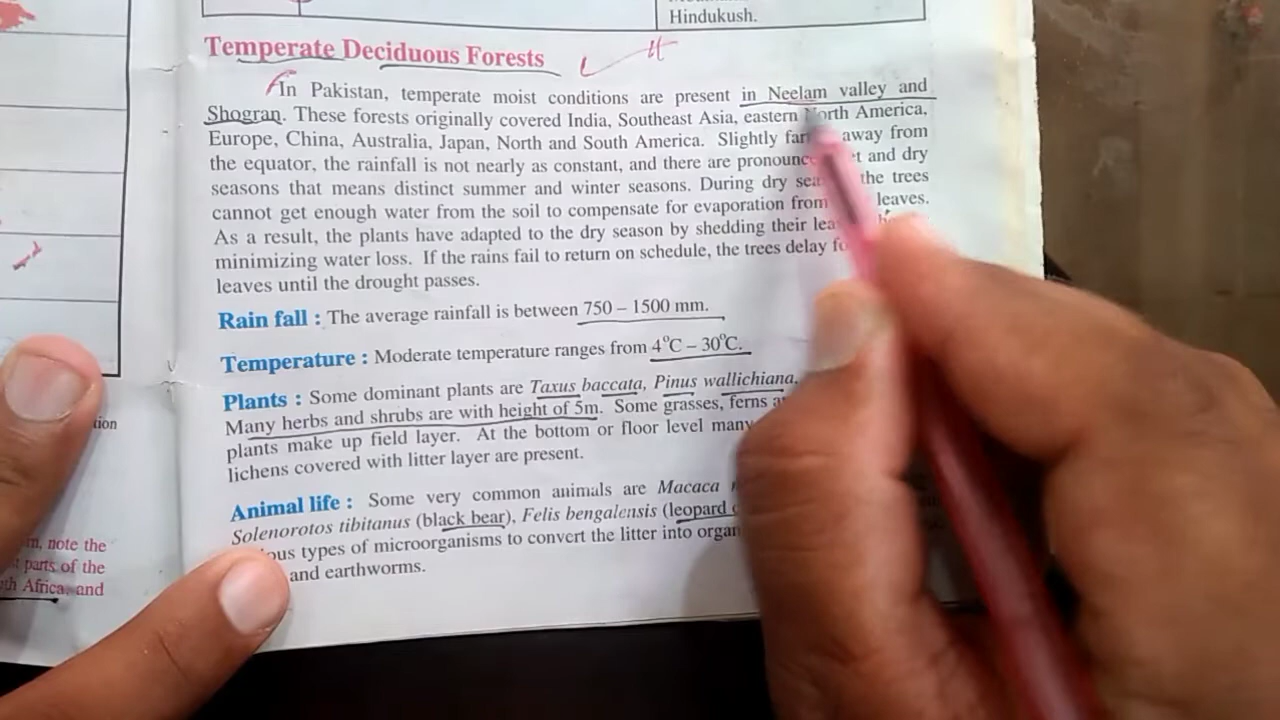 Hindukush.
Temperate Deciduous Forests
In Pakistan, temperate moist conditions are present in Neelam valley and
Shogran. These forests originally covered India, Southeast Asia, eastern North America,
Europe, China, Australia, Japan, North and South America. Slightly away from
the equator, the rainfall is not nearly as constant, and there are and dry
seasons that means distinct summer and winter seasons. During dry the trees
cannot get enough water from the soil to compensate for evaporation from leaves.
As a result, the plants have adapted to the dry season by shedding their
minimizing water loss. If the rains fail to return on schedule, the trees delay
leaves until the drought passes.
Rain fall : The average rainfall is between 750 – 1500 mm.
Temperature : Moderate temperature ranges from 4°C – 30°C.
Plants : Some dominant plants are Taxus baccata, Pinus wallichiana.
Many herbs and shrubs are with height of 5m. Some grasses, ferns
plants make up field layer. At the bottom or floor level many
lichens covered with litter layer are present.
Animal life : Some very common animals are Macaca
Solenorotos tibitanus (black bear), Felis bengalensis (leopard
types of microorganisms to convert the litter into
and earthworms.
note the
parts of the
Africa, and